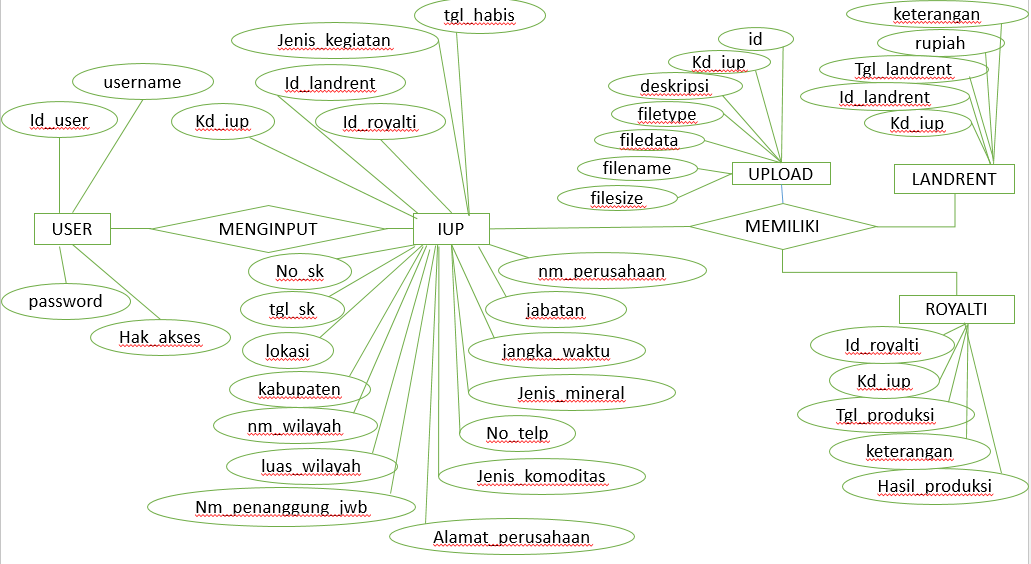 tgl_habis
keterangan
Jenis_kegiatan
id
rupiah
Kd_iup
Tgl_landrent
username
Id_landrent
deskripsi
Id_landrent
Id_user
Kd_iup
Id_royalti
filetype
Kd_iup
filedata
filename
UPLOAD
LANDRENT
filesize
USER
MENGINPUT
IUP
MEMILIKI
No_sk
nm_perusahaan
password
tgl_sk
jabatan
ROYALTI
Hak_akses
lokasi
jangka_waktu
Id_royalti
kabupaten
Jenis_mineral
Kd_iup
nm_wilayah
No_telp
Tgl_produksi
luas_wilayah
Jenis_komoditas
keterangan
Nm_penanggung_jwb
Hasil_produksi
Alamat_perusahaan